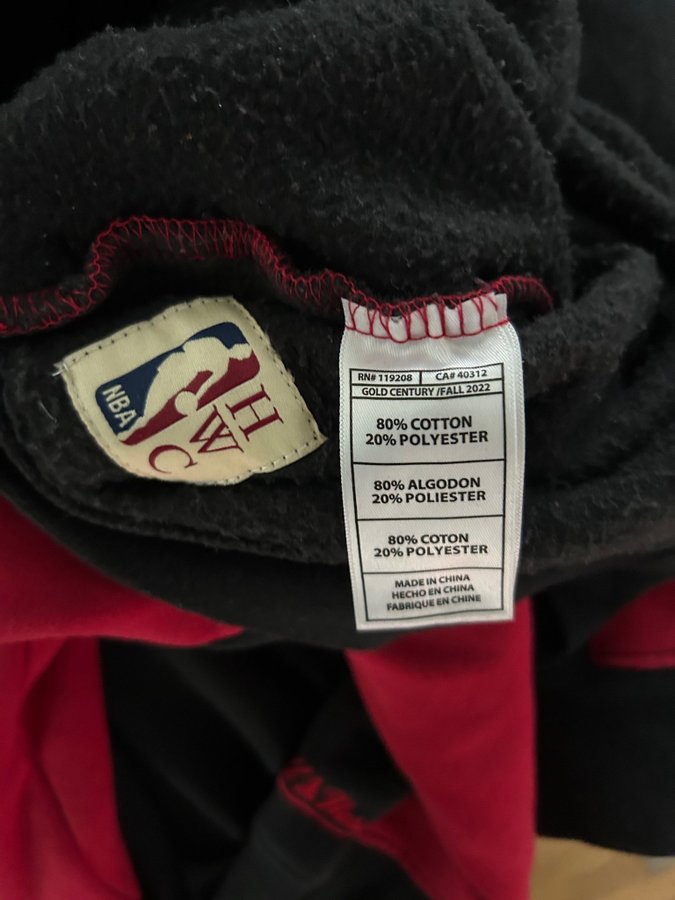 NBA
HWC
RN# 119208 CA# 40312
GOLD CENTURY /FALL 2022
80% COTTON
20% POLYESTER
80% ALGODON
20% POLIESTER
80% COTON
20% POLYESTER
MADE IN CHINA
HECHO EN CHINA
FABRIQUE EN CHINE